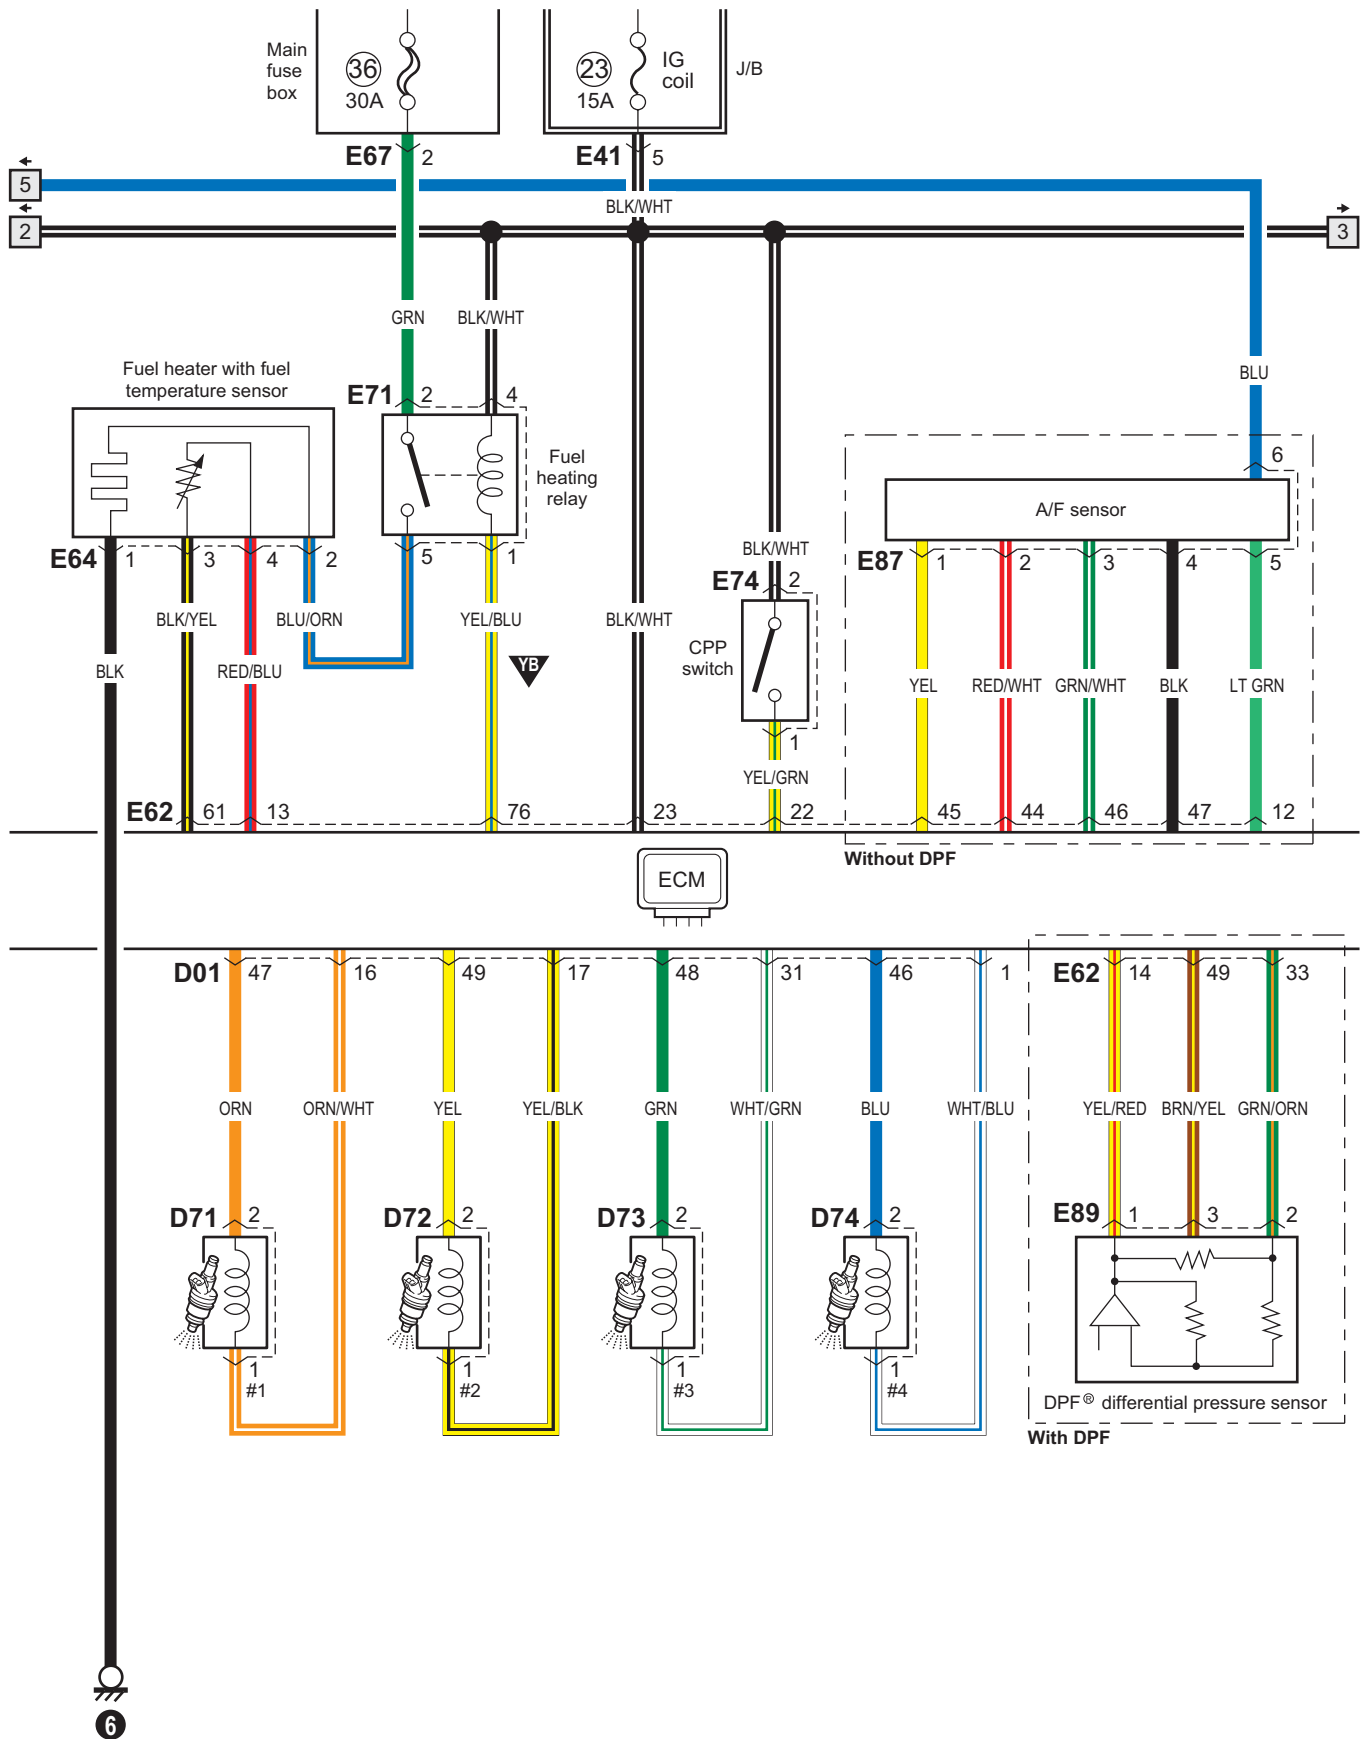 Main
fuse
box
36
30A
23
15A
IG
coil
J/B
E67 2
E41 5
5
BLK/WHT
2
3
GRN
BLK/WHT
BLU
Fuel heater with fuel
temperature sensor
E71 2 4
Fuel
heating
relay
6
A/F sensor
E64 1 3 4 2
5 1
BLK/WHT
E74 2
E87 1 2 3 4 5
BLK/YEL
BLU/ORN
YEL/BLU
BLK/WHT
CPP
switch
BLK
RED/BLU
YB
YEL
RED/WHT
GRN/WHT
BLK
LT GRN
1
YEL/GRN
E62 61 13 76 23 22 45 44 46 47 12
Without DPF
ECM
D01 47 16 49 17 48 31 46 1
E62 14 49 33
ORN
ORN/WHT
YEL
YEL/BLK
GRN
WHT/GRN
BLU
WHT/BLU
YEL/RED
BRN/YEL
GRN/ORN
D71 2
D72 2
D73 2
D74 2
E89 1 3 2
1
#1
1
#2
1
#3
1
#4
DPF® differential pressure sensor
With DPF
6